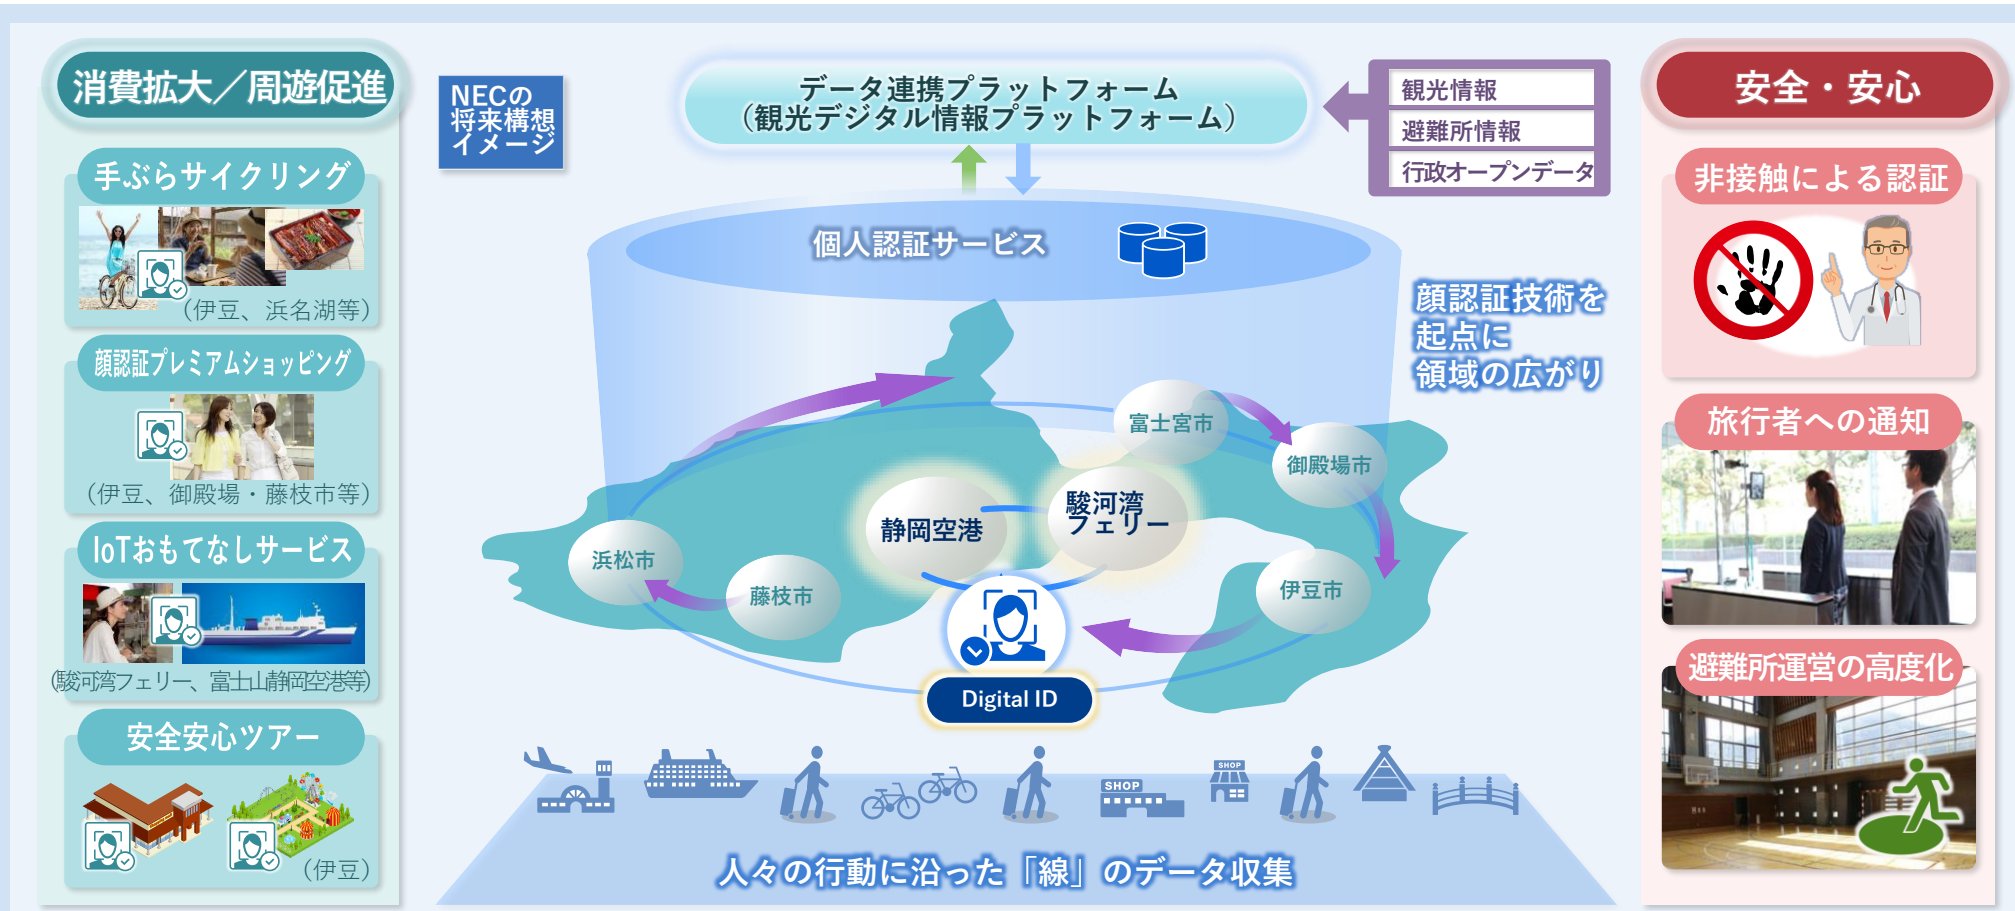 消費拡大／周遊促進
手ぶらサイクリング
（伊豆、浜名湖等）
顔認証プレミアムショッピング
（伊豆、御殿場・藤枝市等）
IoTおもてなしサービス
（駿河湾フェリー、富士山静岡空港等）
安全安心ツアー
（伊豆）
NECの
将来構想
イメージ
データ連携プラットフォーム
（観光デジタル情報プラットフォーム）
観光情報
避難所情報
行政オープンデータ
個人認証サービス
顔認証技術を
起点に
領域の広がり
富士宮市
御殿場市
静岡空港
駿河湾
フェリー
浜松市
藤枝市
伊豆市
Digital ID
SHOP
SHOP
人々の行動に沿った「線」のデータ収集
安全・安心
非接触による認証
旅行者への通知
避難所運営の高度化